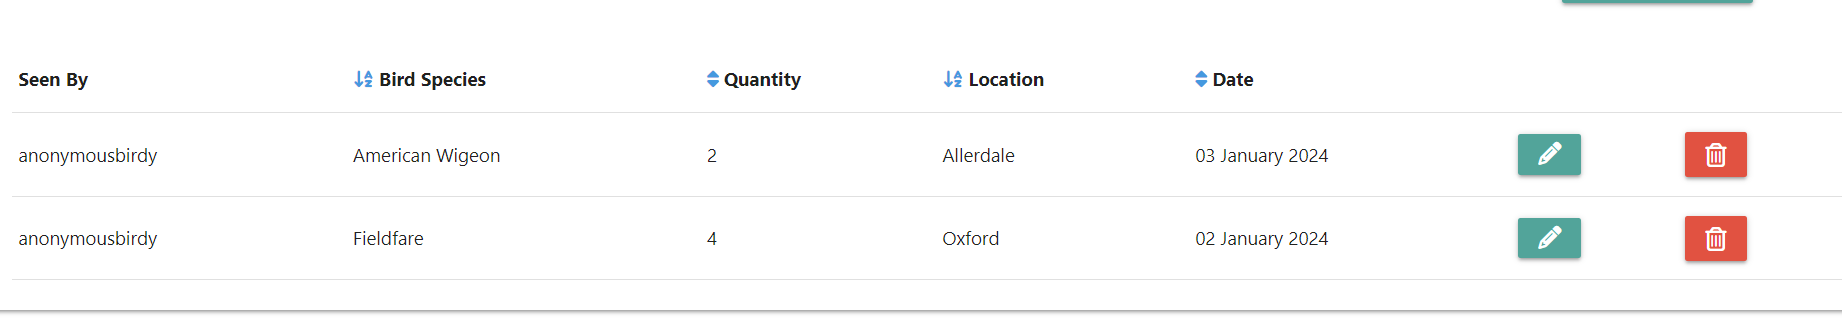 Seen By Bird Species Quantity Location Date
anonymousbirdy American Wigeon 2 Allerdale 03 January 2024
anonymousbirdy Fieldfare 4 Oxford 02 January 2024